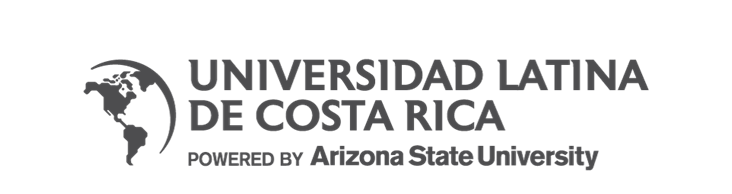 UNIVERSIDAD LATINA
DE COSTA RICA
POWERED BY Arizona State University